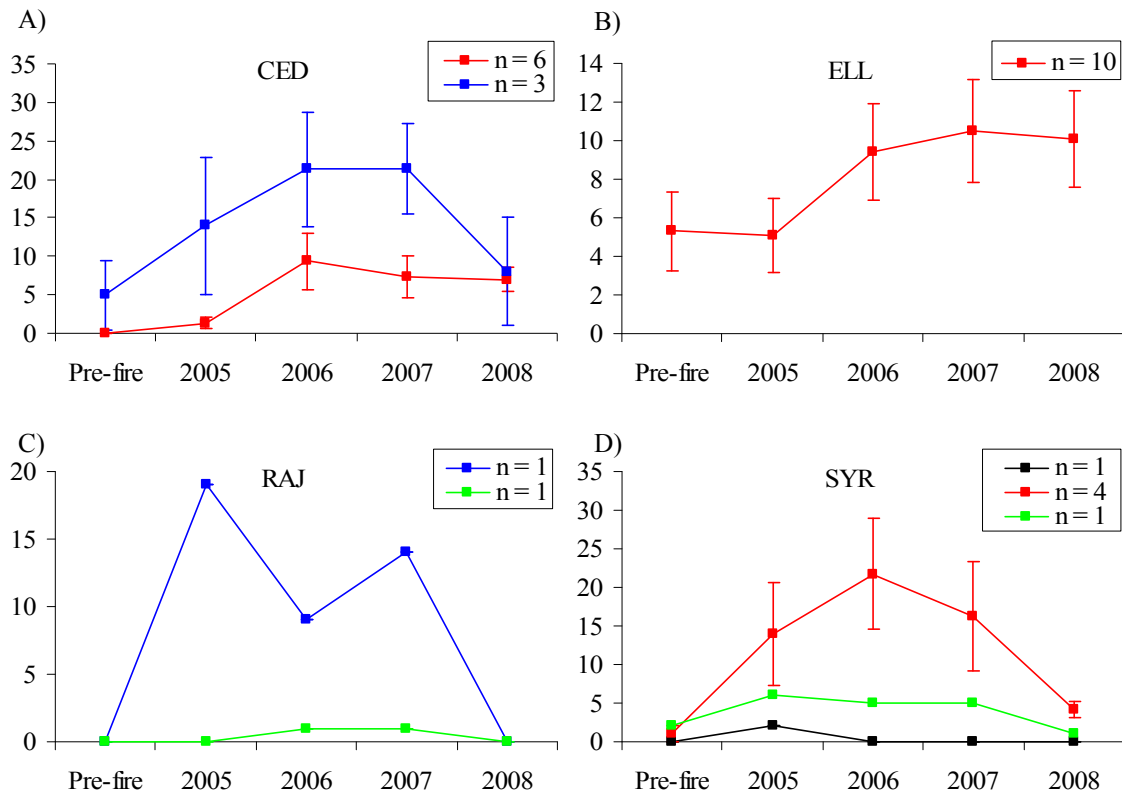 A)
CED
n = 6
n = 3
35
30
25
20
15
10
5
0
Pre-fire 2005 2006 2007 2008
B)
ELL
n = 10
14
12
10
8
6
4
2
0
Pre-fire 2005 2006 2007 2008
C)
RAJ
n = 1
n = 1
20
15
10
5
0
Pre-fire 2005 2006 2007 2008
D)
SYR
n = 1
n = 4
n = 1
35
30
25
20
15
10
5
0
Pre-fire 2005 2006 2007 2008